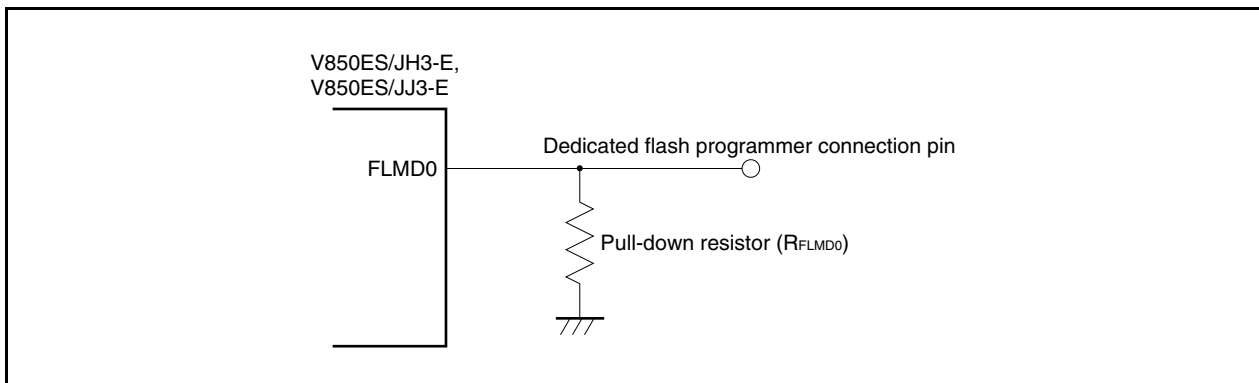 V850ES/JH3-E,
V850ES/JJ3-E
Dedicated flash programmer connection pin
FLMD0
Pull-down resistor (RFLMD0)